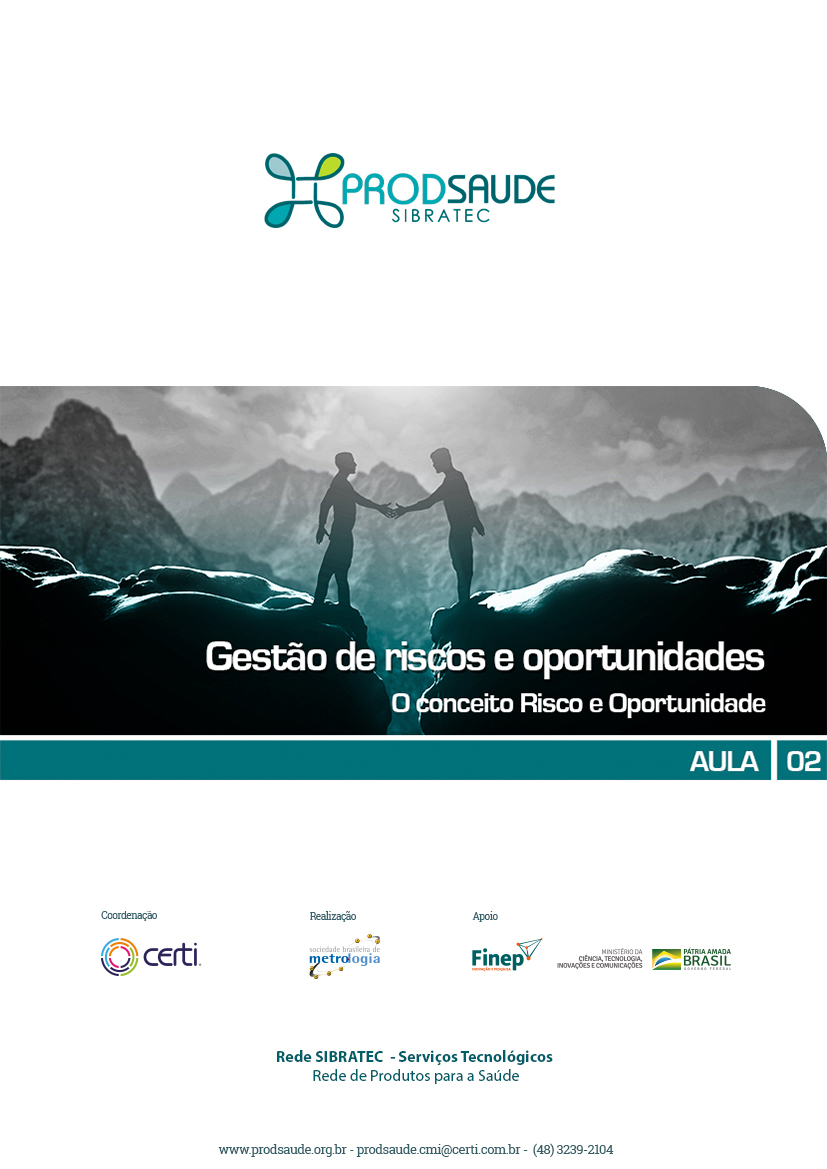 PRODSAUDE
SIBRATEC
Gestão de riscos e oportunidades
O conceito Risco e Oportunidade
AULA 02
Coordenação
Realização
Apoio
certi
sociedade brasileira de
metrologia
Finep
INOVAÇÃO E PESQUISA
MINISTÉRIO DA
CIÊNCIA, TECNOLOGIA,
INOVAÇÕES E COMUNICAÇÕES
PÁTRIA AMADA
BRASIL
GOVERNO FEDERAL
Rede SIBRATEC - Serviços Tecnológicos
Rede de Produtos para a Saúde
www.prodsaude.org.br - prodsaude.cmi@certi.com.br - (48) 3239-2104